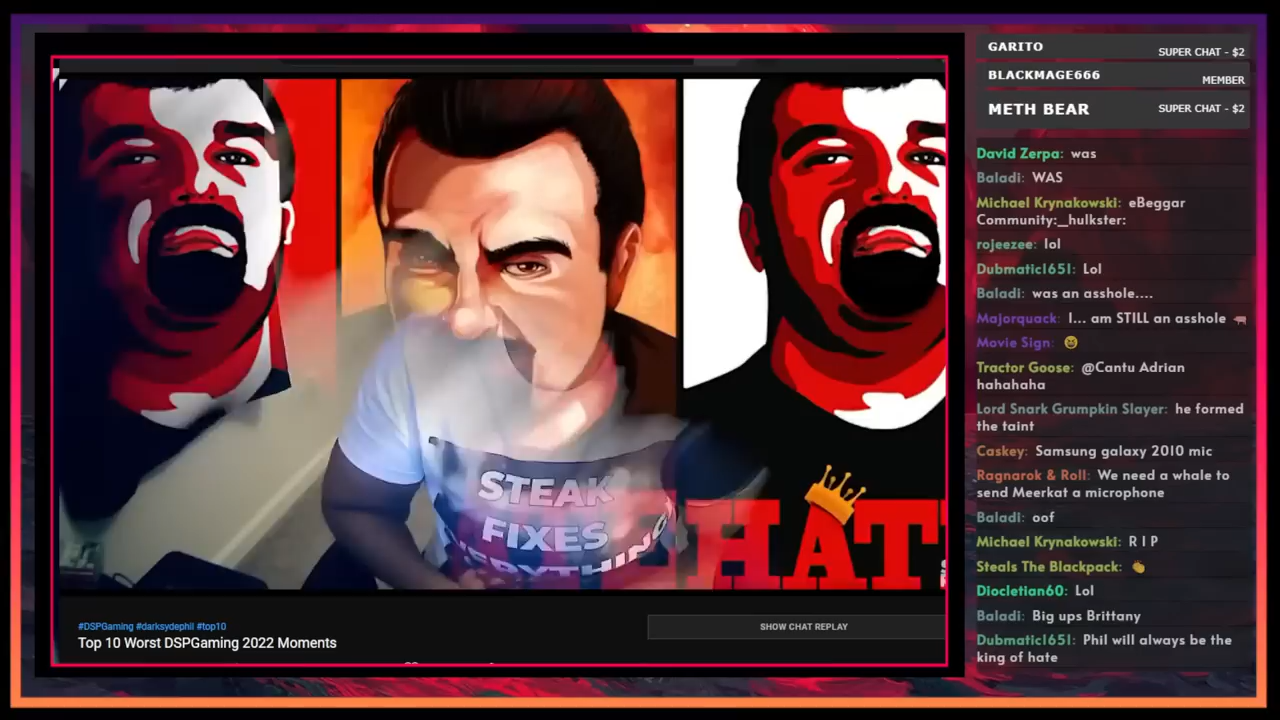 GARITO
SUPER CHAT - $2
BLACKMAGE666
MEMBER
METH BEAR
SUPER CHAT - $2
David Zerpa: was
Baladi: WAS
Michael Krynakowski: eBeggar
Community:_hulkster:
rojeezee: lol
Dubmatic1651: Lol
Baladi: was an asshole....
Majorquack: I... am STILL an asshole
Movie Sign:
Tractor Goose: @Cantu Adrian
hahahaha
Lord Snark Grumpkin Slayer: he formed
the taint
Caskey: Samsung galaxy 2010 mic
Ragnarok & Roll: We need a whale to
send Meerkat a microphone
Baladi: oof
Michael Krynakowski: R I P
Steals The Blackpack:
Diocletian60: Lol
Baladi: Big ups Brittany
Dubmatic1651: Phil will always be the
king of hate
STEAK
FIXES
EVERYTHING
HAT
#DSPGaming #darksydephil #top10
Top 10 Worst DSPGaming 2022 Moments
SHOW CHAT REPLAY